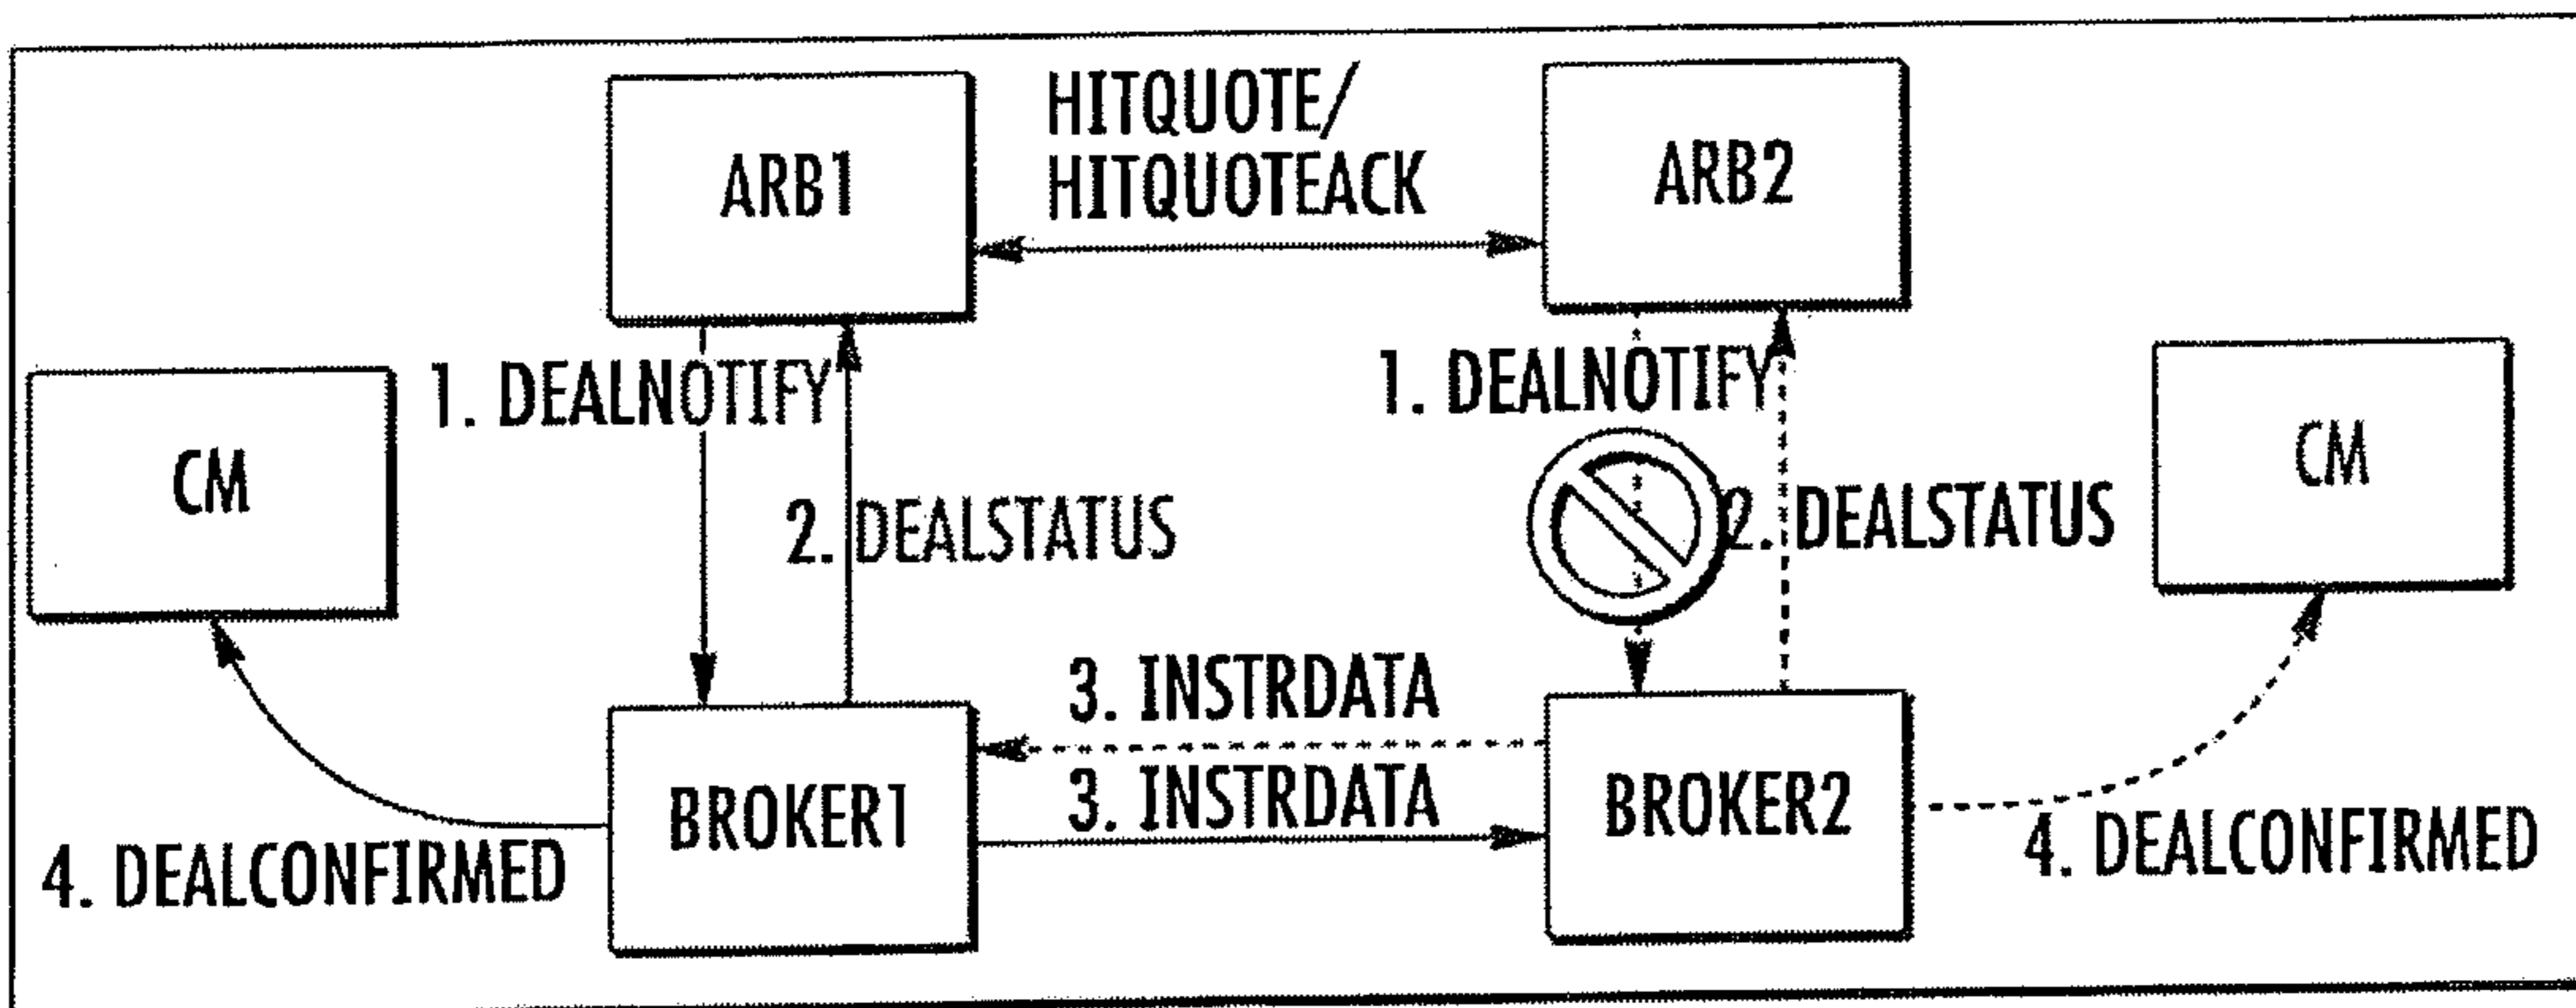 HITQUOTE/
HITQUOTEACK
ARB1
ARB2
1. DEALNOTIFY
1. DEALNOTIFY
CM
CM
2. DEALSTATUS
2. DEALSTATUS
3. INSTRDATA
3. INSTRDATA
BROKER1
BROKER2
4. DEALCONFIRMED
4. DEALCONFIRMED